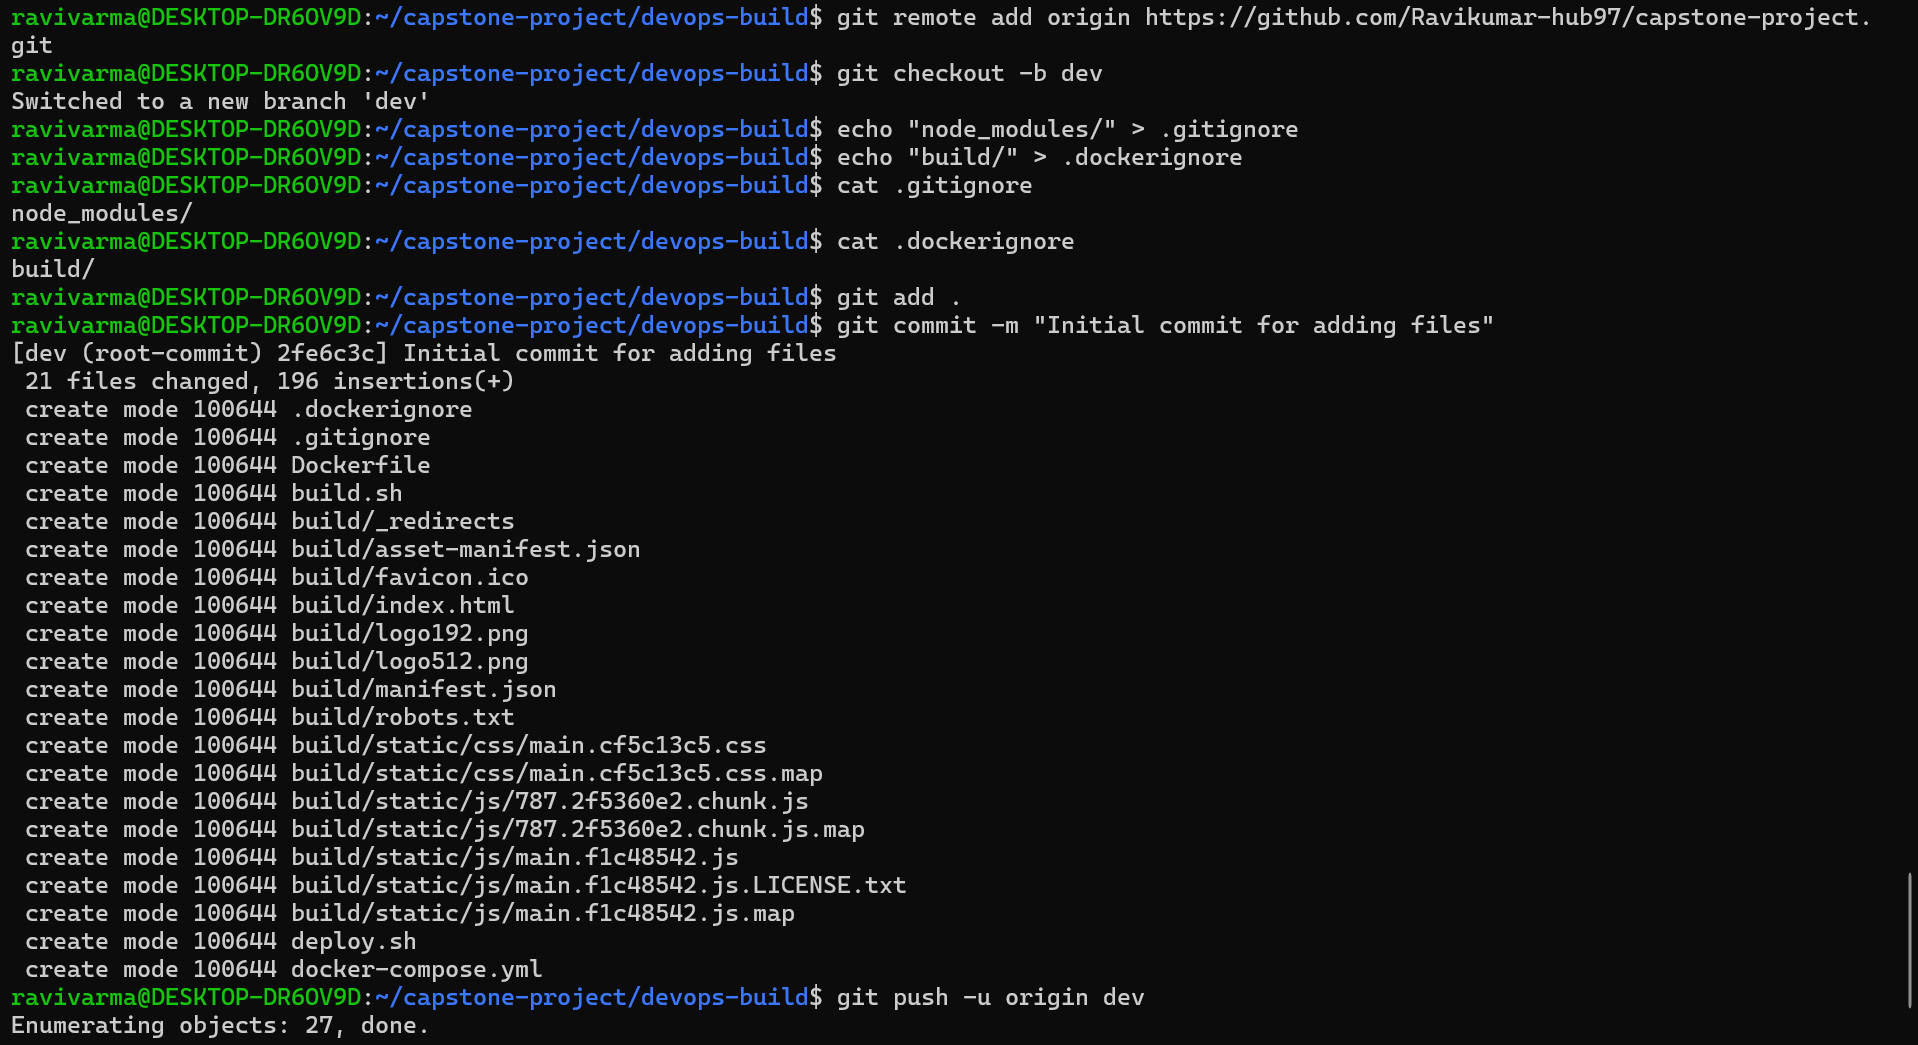 ravivarma@DESKTOP-DR6OV9D:~/capstone-project/devops-build$ git remote add origin https://github.com/Ravikumar-hub97/capstone-project.
git
ravivarma@DESKTOP-DR6OV9D:~/capstone-project/devops-build$ git checkout -b dev
Switched to a new branch 'dev'
ravivarma@DESKTOP-DR6OV9D:~/capstone-project/devops-build$ echo "node_modules/" > .gitignore
ravivarma@DESKTOP-DR6OV9D:~/capstone-project/devops-build$ echo "build/" > .dockerignore
ravivarma@DESKTOP-DR6OV9D:~/capstone-project/devops-build$ cat .gitignore
node_modules/
ravivarma@DESKTOP-DR6OV9D:~/capstone-project/devops-build$ cat .dockerignore
build/
ravivarma@DESKTOP-DR6OV9D:~/capstone-project/devops-build$ git add .
ravivarma@DESKTOP-DR6OV9D:~/capstone-project/devops-build$ git commit -m "Initial commit for adding files"
[dev (root-commit) 2fe6c3c] Initial commit for adding files
 21 files changed, 196 insertions(+)
 create mode 100644 .dockerignore
 create mode 100644 .gitignore
 create mode 100644 Dockerfile
 create mode 100644 build.sh
 create mode 100644 build/_redirects
 create mode 100644 build/asset-manifest.json
 create mode 100644 build/favicon.ico
 create mode 100644 build/index.html
 create mode 100644 build/logo192.png
 create mode 100644 build/logo512.png
 create mode 100644 build/manifest.json
 create mode 100644 build/robots.txt
 create mode 100644 build/static/css/main.cf5c13c5.css
 create mode 100644 build/static/css/main.cf5c13c5.css.map
 create mode 100644 build/static/js/787.2f5360e2.chunk.js
 create mode 100644 build/static/js/787.2f5360e2.chunk.js.map
 create mode 100644 build/static/js/main.f1c48542.js
 create mode 100644 build/static/js/main.f1c48542.js.LICENSE.txt
 create mode 100644 build/static/js/main.f1c48542.js.map
 create mode 100644 deploy.sh
 create mode 100644 docker-compose.yml
ravivarma@DESKTOP-DR6OV9D:~/capstone-project/devops-build$ git push -u origin dev
Enumerating objects: 27, done.